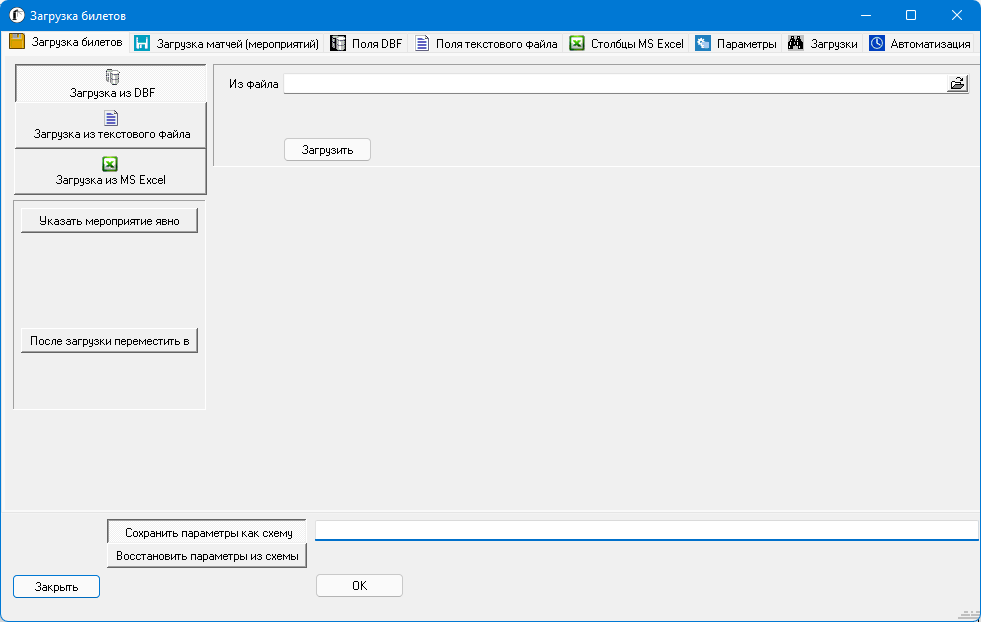 Загрузка билетов
Загрузка билетов
Загрузка матчей (мероприятий)
Поля DBF
Поля текстового файла
Столбцы MS Excel
Параметры
Загрузки
Автоматизация
Загрузка из DBF
Загрузка из текстового файла
Загрузка из MS Excel
Указать мероприятие явно
После загрузки переместить в
Из файла
Загрузить
Сохранить параметры как схему
Восстановить параметры из схемы
Закрыть
OK